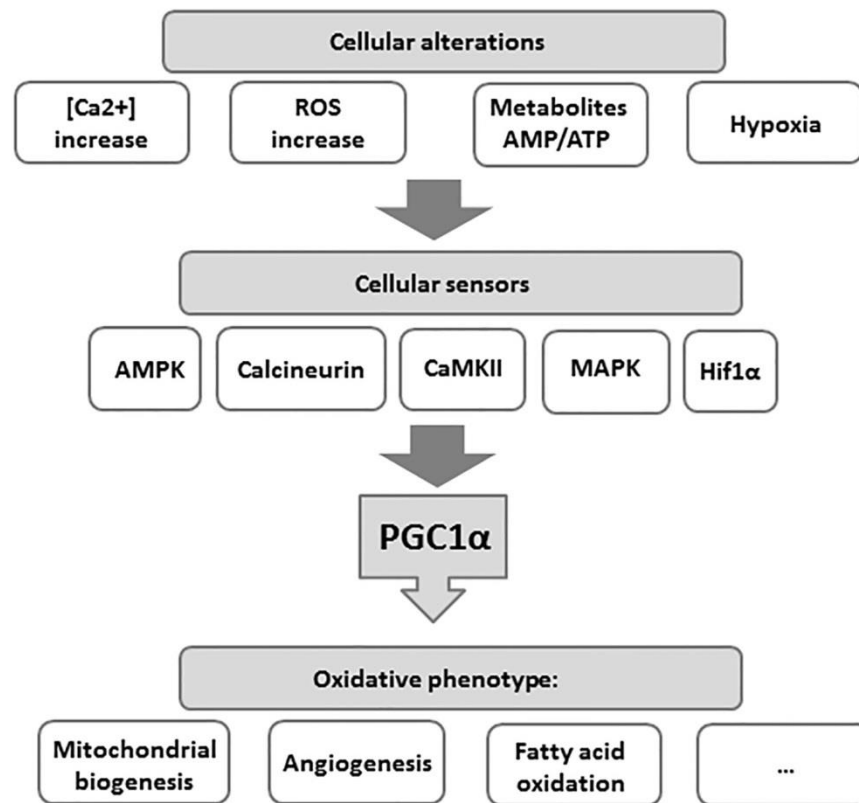 Cellular alterations
[Ca2+]
increase
ROS
increase
Metabolites
AMP/ATP
Hypoxia
Cellular sensors
AMPK
Calcineurin
CaMKII
MAPK
Hif1α
PGC1α
Oxidative phenotype:
Mitochondrial
biogenesis
Angiogenesis
Fatty acid
oxidation
...